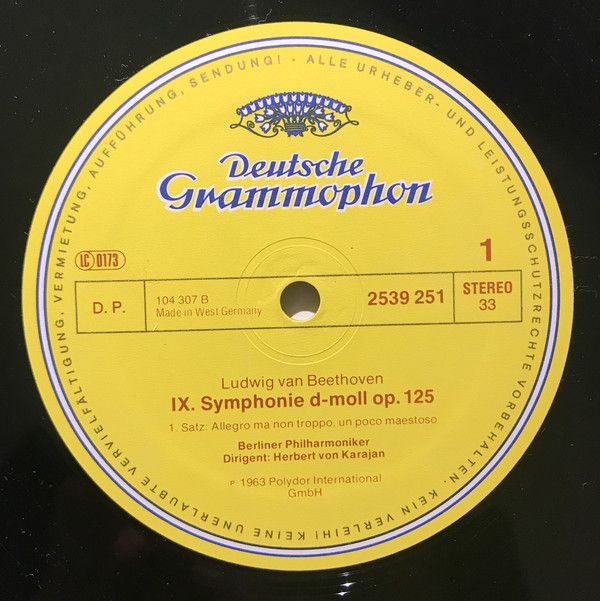 Deutsche
Grammophon
LC 0173
1
D. P.
104 307 B
Made in West Germany
2539 251
STEREO
33
Ludwig van Beethoven
IX. Symphonie d-moll op. 125
1. Satz: Allegro ma non troppo, un poco maestoso
Berliner Philharmoniker
Dirigent: Herbert von Karajan
P 1963 Polydor International
GmbH
ALLE URHEBER- UND LEISTUNGSSCHUTZRECHTE VORBEHALTEN. KEIN VERLEIH! KEINE UNERLAUBTE VERVIELFÄLTIGUNG, VERMIETUNG, AUFFÜHRUNG, SENDUNG! ·